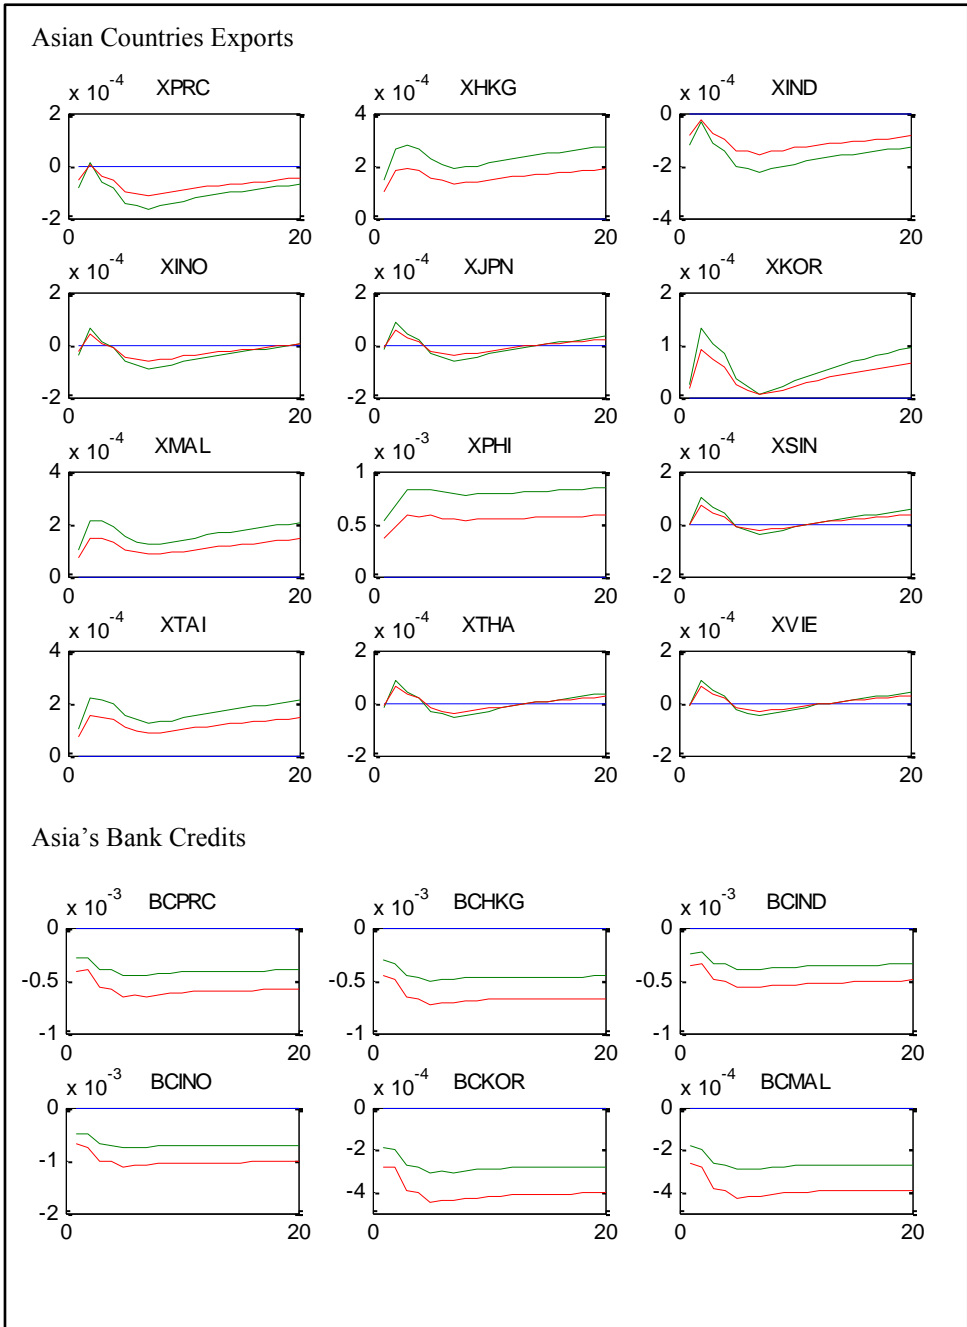 Asian Countries Exports
x 10^-4 XPRC x 10^-4 XHKG x 10^-4 XIND
2 4 0
0 2 -2
-2 0 -4
0 20 0 20 0 20
x 10^-4 XINO x 10^-4 XJPN x 10^-4 XKOR
2 2 2
0 0 1
-2 -2 0
0 20 0 20 0 20
x 10^-4 XMAL x 10^-3 XPHI x 10^-4 XSIN
4 1 2
2 0.5 0
0 0 -2
0 20 0 20 0 20
x 10^-4 XTAI x 10^-4 XTHA x 10^-4 XVIE
4 2 2
2 0 0
0 -2 -2
0 20 0 20 0 20
Asia’s Bank Credits
x 10^-3 BCPRC x 10^-3 BCHKG x 10^-3 BCIND
0 0 0
-0.5 -0.5 -0.5
-1 -1 -1
0 20 0 20 0 20
x 10^-3 BCINO x 10^-4 BCKOR x 10^-4 BCMAL
0 0 0
-1 -2 -2
-2 -4 -4
0 20 0 20 0 20